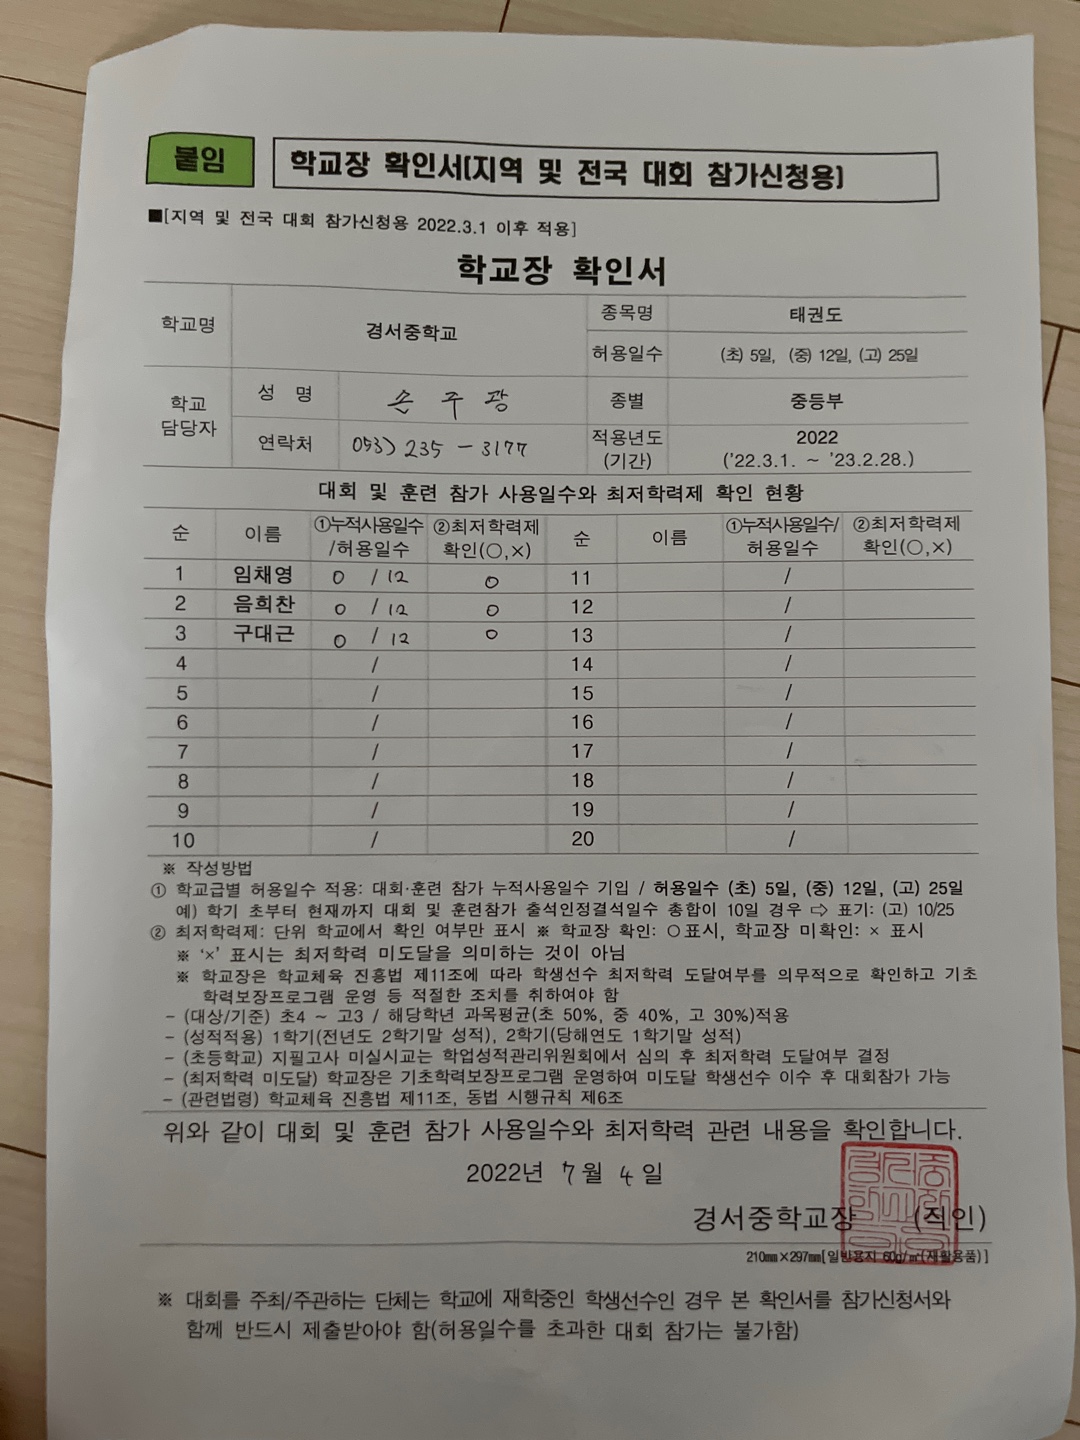 붙임 학교장 확인서(지역 및 전국 대회 참가신청용)
■[지역 및 전국 대회 참가신청용 2022.3.1 이후 적용]
학교장 확인서
학교명 경서중학교 종목명 태권도
허용일수 (초) 5일, (중) 12일, (고) 25일
학교 담당자 성 명 손주광 종별 중등부
연락처 053) 235 - 3177 적용년도 (기간) 2022 ('22.3.1. ~ '23.2.28.)
대회 및 훈련 참가 사용일수와 최저학력제 확인 현황
순 이름 ①누적사용일수 /허용일수 ②최저학력제 확인(○,×) 순 이름 ①누적사용일수/ 허용일수 ②최저학력제 확인(○,×)
1 임채영 0 / 12 ○ 11 /
2 음희찬 0 / 12 ○ 12 /
3 구대근 0 / 12 ○ 13 /
4 / 14 /
5 / 15 /
6 / 16 /
7 / 17 /
8 / 18 /
9 / 19 /
10 / 20 /
※ 작성방법
① 학교급별 허용일수 적용: 대회·훈련 참가 누적사용일수 기입 / 허용일수 (초) 5일, (중) 12일, (고) 25일
예) 학기 초부터 현재까지 대회 및 훈련참가 출석인정결석일수 총합이 10일 경우 ⇨ 표기: (고) 10/25
② 최저학력제: 단위 학교에서 확인 여부만 표시 ※ 학교장 확인: ○표시, 학교장 미확인: × 표시
※ '×' 표시는 최저학력 미도달을 의미하는 것이 아님
※ 학교장은 학교체육 진흥법 제11조에 따라 학생선수 최저학력 도달여부를 의무적으로 확인하고 기초
학력보장프로그램 운영 등 적절한 조치를 취하여야 함
- (대상/기준) 초4 ~ 고3 / 해당학년 과목평균(초 50%, 중 40%, 고 30%)적용
- (성적적용) 1학기(전년도 2학기말 성적), 2학기(당해연도 1학기말 성적)
- (초등학교) 지필고사 미실시교는 학업성적관리위원회에서 심의 후 최저학력 도달여부 결정
- (최저학력 미도달) 학교장은 기초학력보장프로그램 운영하여 미도달 학생선수 이수 후 대회참가 가능
- (관련법령) 학교체육 진흥법 제11조, 동법 시행규칙 제6조
위와 같이 대회 및 훈련 참가 사용일수와 최저학력 관련 내용을 확인합니다.
2022년 7월 4일
경서중학교장 (직인)
210㎜×297㎜[일반용지 60g/㎡(재활용품)]
※ 대회를 주최/주관하는 단체는 학교에 재학중인 학생선수인 경우 본 확인서를 참가신청서와
함께 반드시 제출받아야 함(허용일수를 초과한 대회 참가는 불가함)